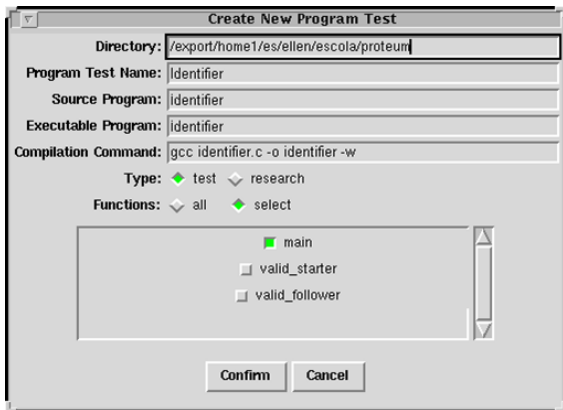 Create New Program Test
Directory: /export/home1/es/ellen/escola/proteum
Program Test Name: Identifier
Source Program: identifier
Executable Program: identifier
Compilation Command: gcc identifier.c -o identifier -w
Type: test research
Functions: all select
main
valid_starter
valid_follower
Confirm Cancel